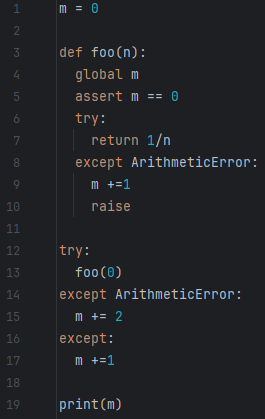 1 m = 0
2
3 def foo(n):
4   global m
5   assert m == 0
6   try:
7     return 1/n
8   except ArithmeticError:
9     m +=1
10     raise
11
12 try:
13   foo(0)
14 except ArithmeticError:
15   m += 2
16 except:
17   m +=1
18
19 print(m)